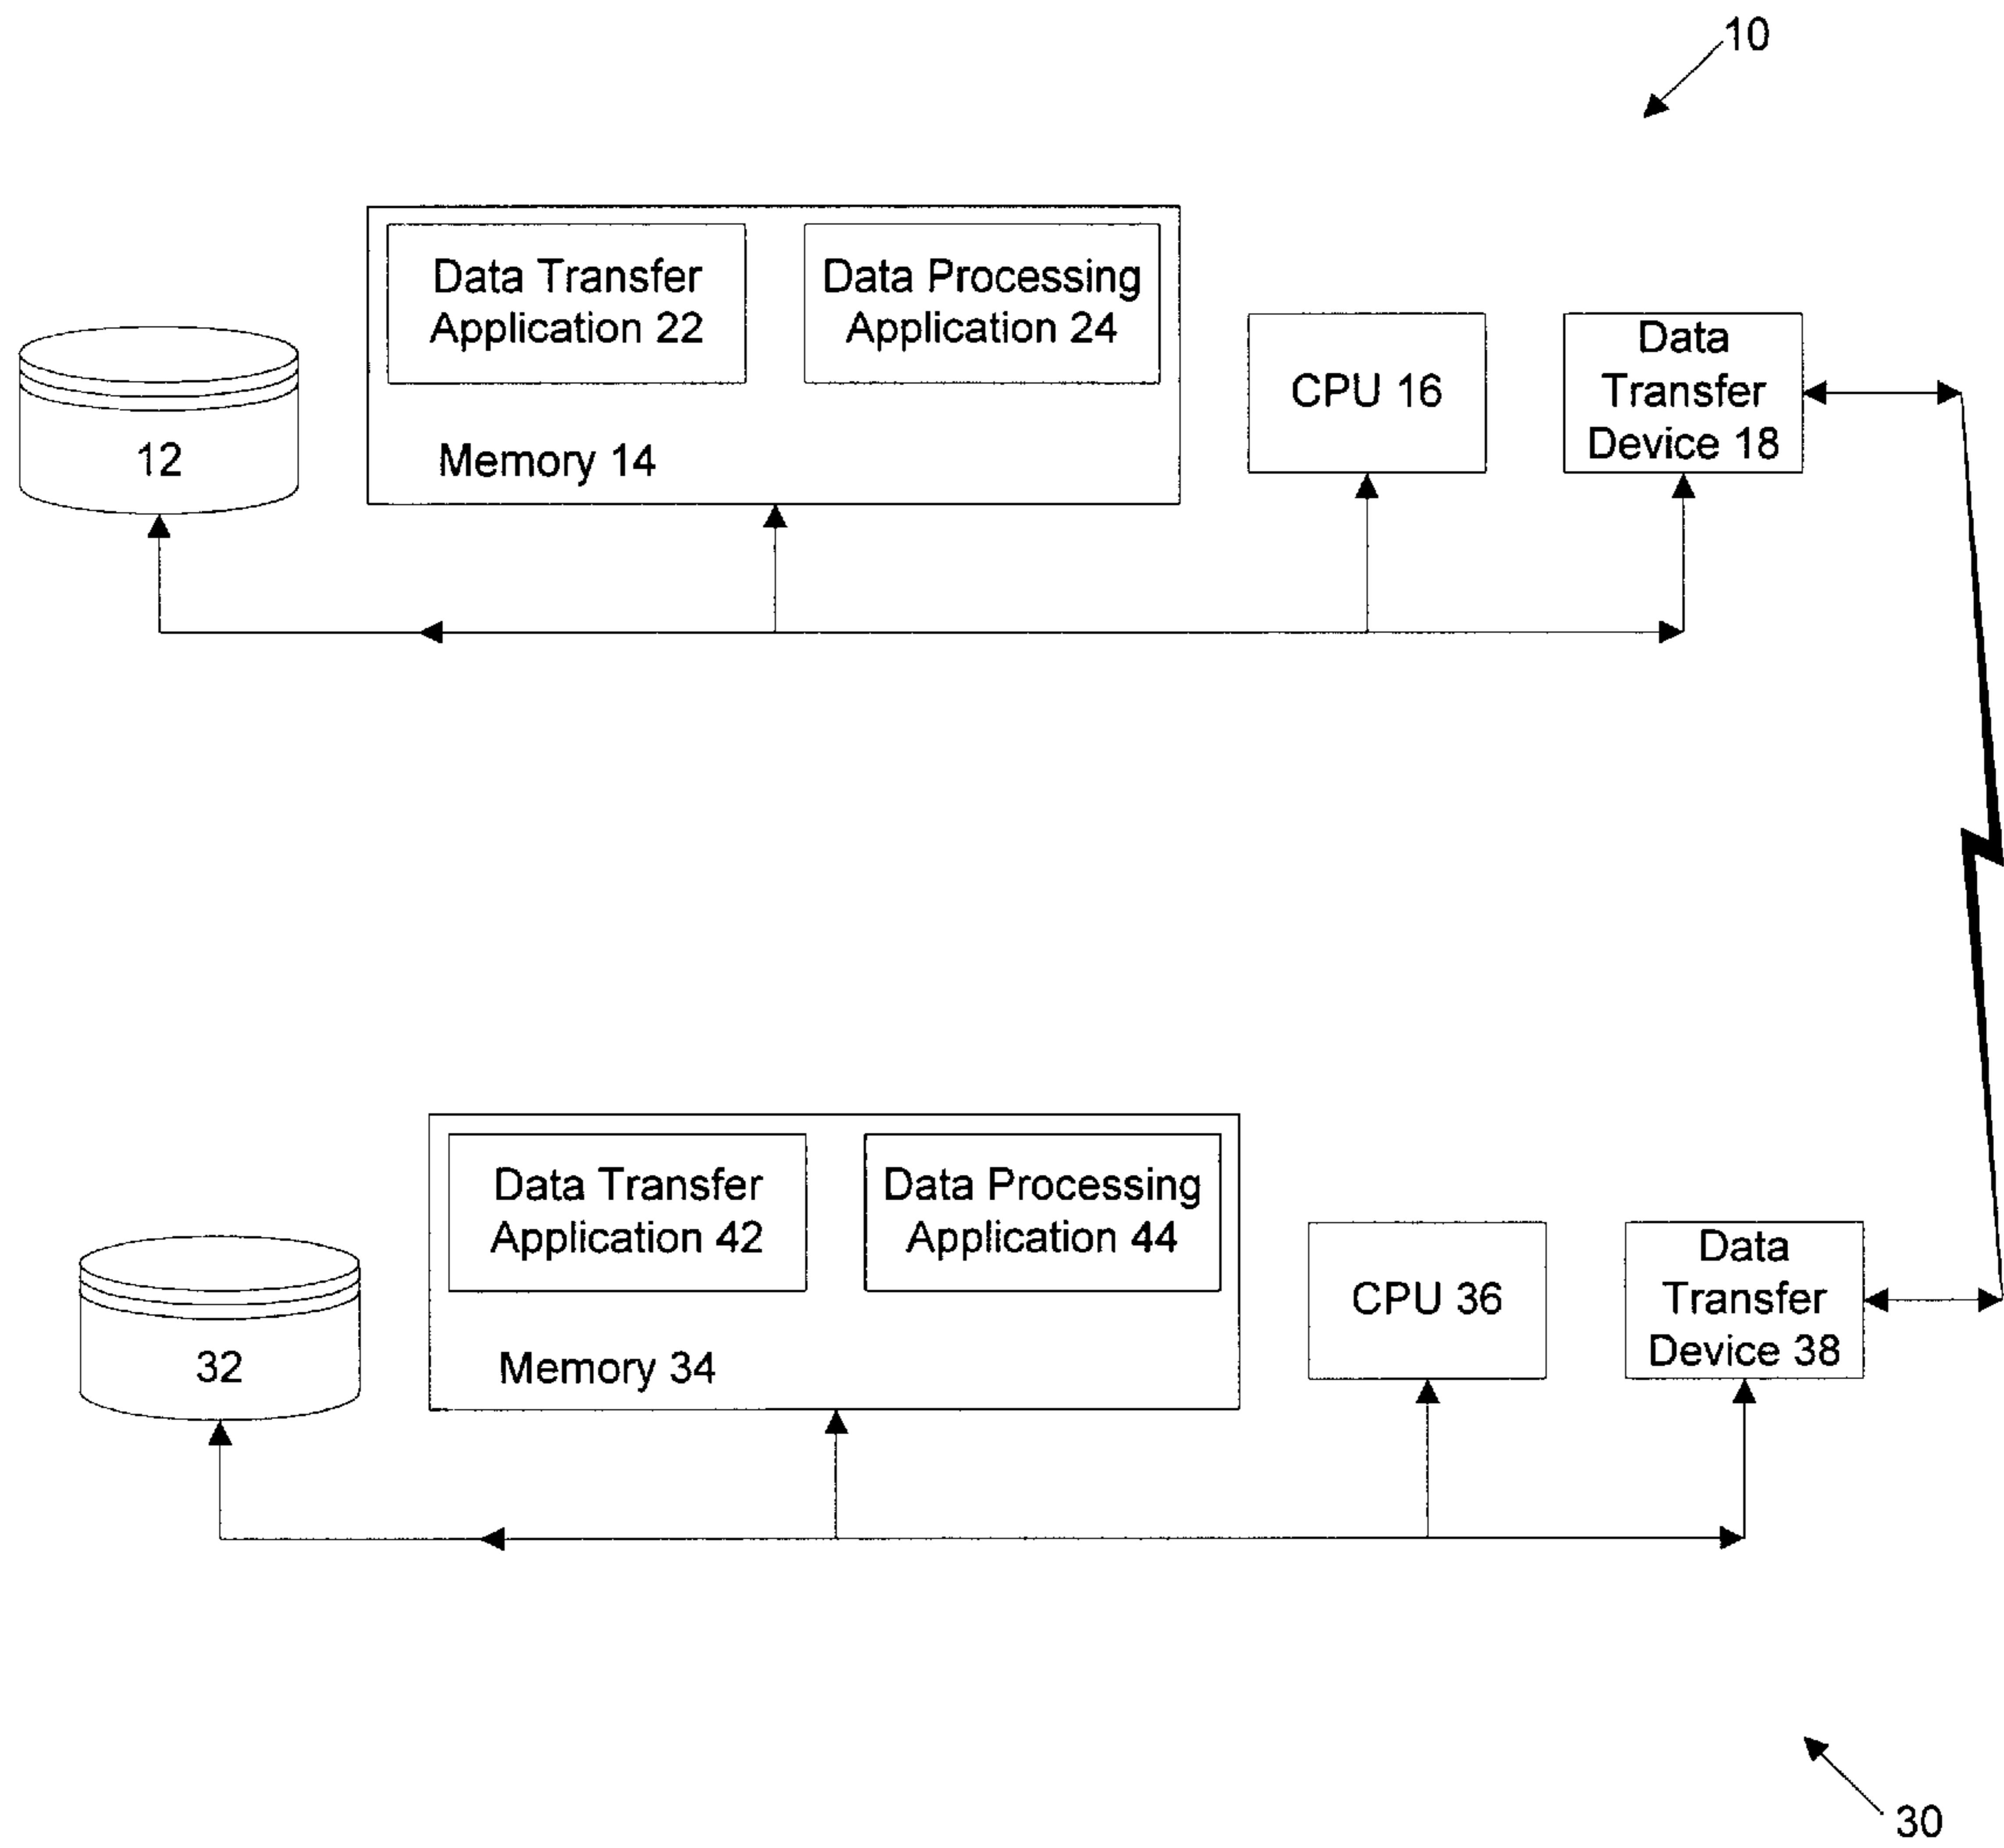 10
Data Transfer
Application 22
Data Processing
Application 24
Memory 14
12
CPU 16
Data
Transfer
Device 18
Data Transfer
Application 42
Data Processing
Application 44
Memory 34
32
CPU 36
Data
Transfer
Device 38
30